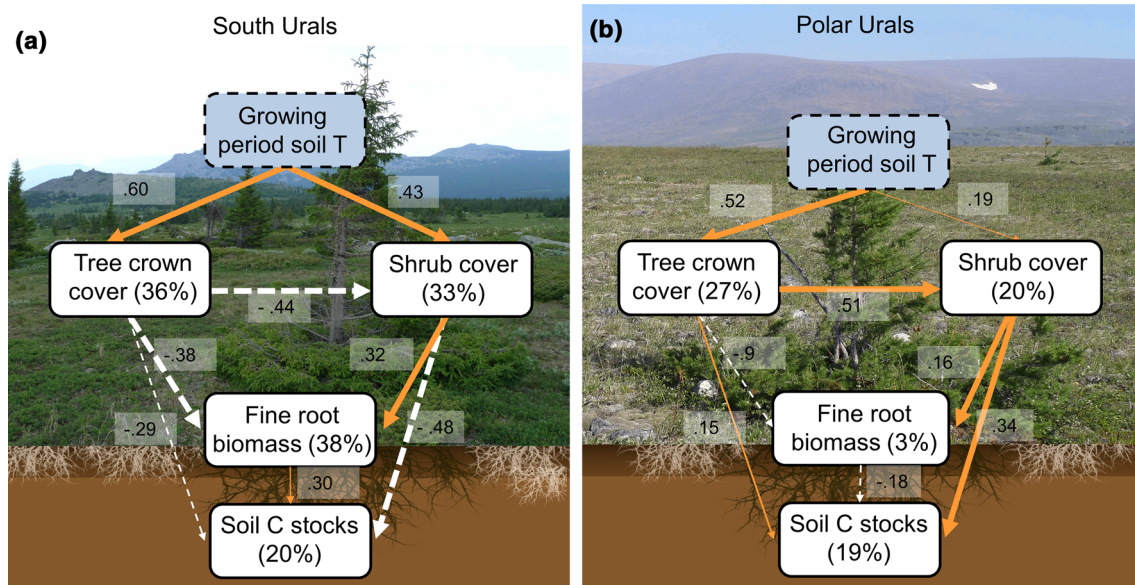 (a)
South Urals
Growing
period soil T
.60
.43
Tree crown
cover (36%)
Shrub cover
(33%)
- .44
-.38
.32
-.29
Fine root
biomass (38%)
-.48
.30
Soil C stocks
(20%)
(b)
Polar Urals
Growing
period soil T
.52
.19
Tree crown
cover (27%)
Shrub cover
(20%)
.51
-.9
.16
.15
Fine root
biomass (3%)
.34
-.18
Soil C stocks
(19%)